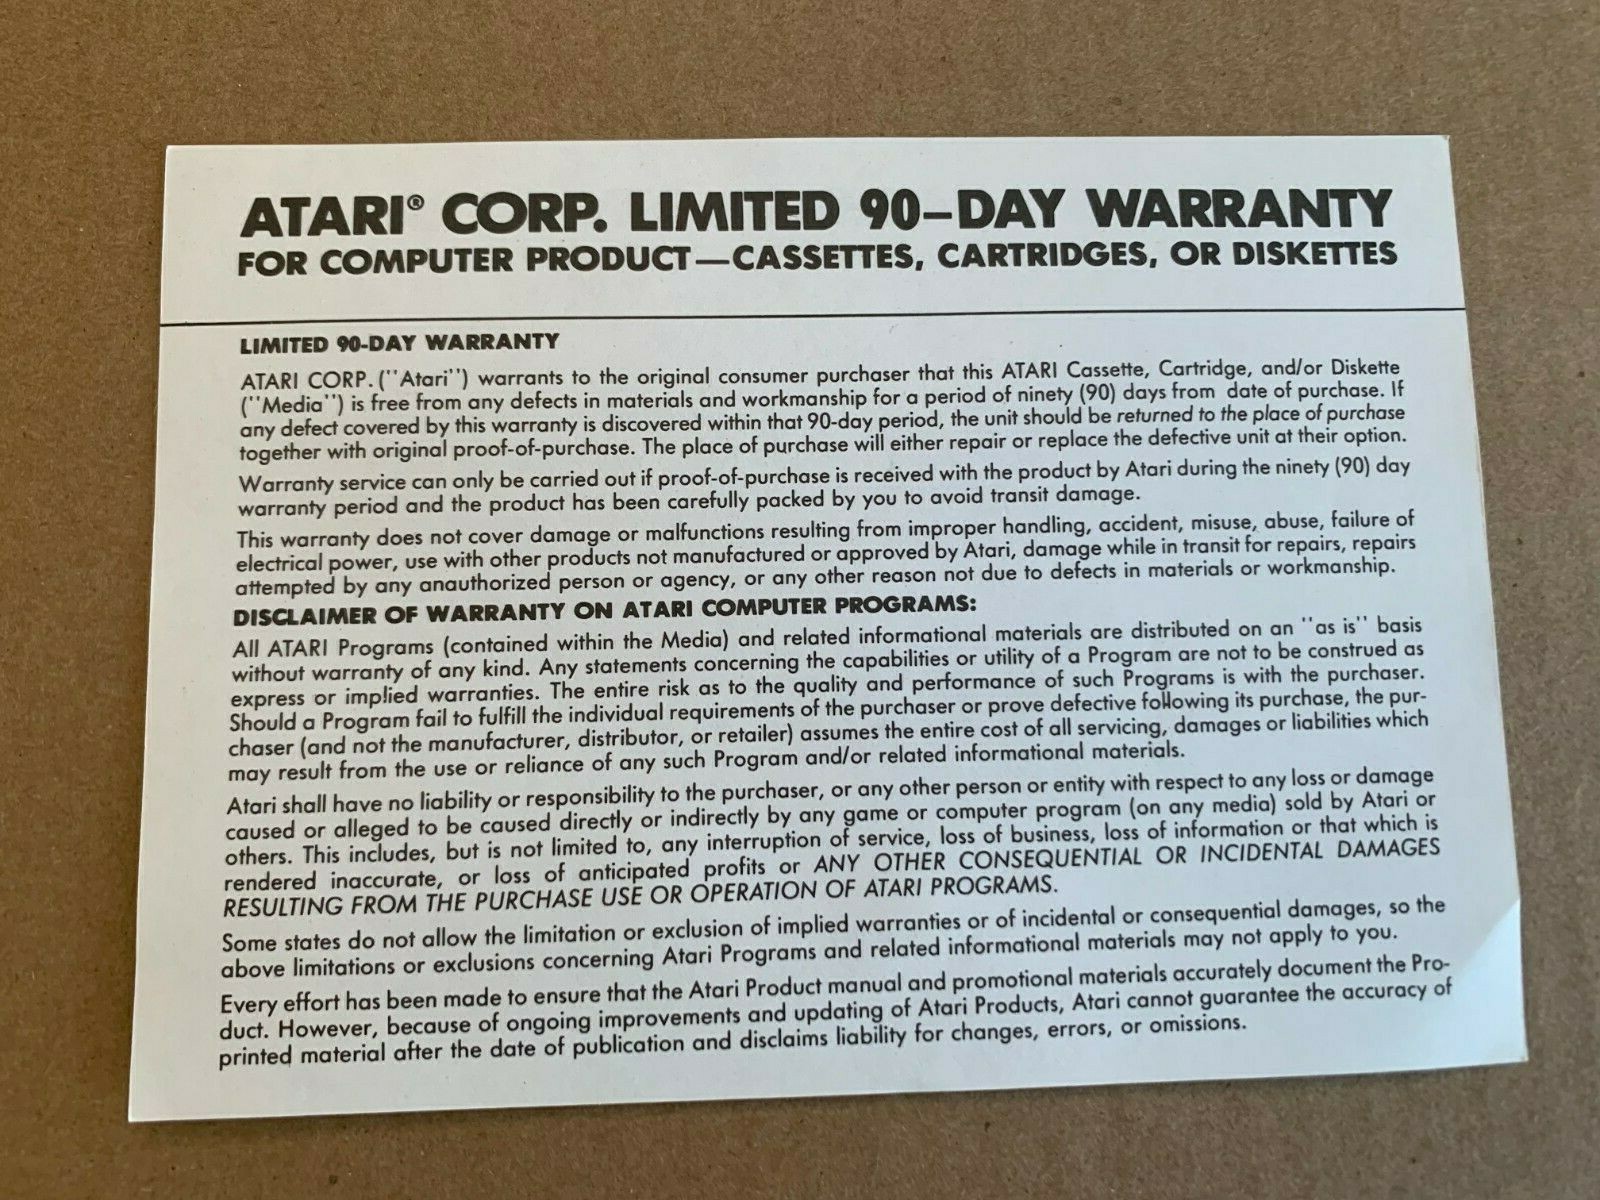 ATARI® CORP. LIMITED 90-DAY WARRANTY
FOR COMPUTER PRODUCT—CASSETTES, CARTRIDGES, OR DISKETTES
LIMITED 90-DAY WARRANTY
ATARI CORP. (''Atari'') warrants to the original consumer purchaser that this ATARI Cassette, Cartridge, and/or Diskette
(''Media'') is free from any defects in materials and workmanship for a period of ninety (90) days from date of purchase. If
any defect covered by this warranty is discovered within that 90-day period, the unit should be returned to the place of purchase
together with original proof-of-purchase. The place of purchase will either repair or replace the defective unit at their option.
Warranty service can only be carried out if proof-of-purchase is received with the product by Atari during the ninety (90) day
warranty period and the product has been carefully packed by you to avoid transit damage.
This warranty does not cover damage or malfunctions resulting from improper handling, accident, misuse, abuse, failure of
electrical power, use with other products not manufactured or approved by Atari, damage while in transit for repairs, repairs
attempted by any anauthorized person or agency, or any other reason not due to defects in materials or workmanship.
DISCLAIMER OF WARRANTY ON ATARI COMPUTER PROGRAMS:
All ATARI Programs (contained within the Media) and related informational materials are distributed on an ''as is'' basis
without warranty of any kind. Any statements concerning the capabilities or utility of a Program are not to be construed as
express or implied warranties. The entire risk as to the quality and performance of such Programs is with the purchaser.
Should a Program fail to fulfill the individual requirements of the purchaser or prove defective following its purchase, the pur-
chaser (and not the manufacturer, distributor, or retailer) assumes the entire cost of all servicing, damages or liabilities which
may result from the use or reliance of any such Program and/or related informational materials.
Atari shall have no liability or responsibility to the purchaser, or any other person or entity with respect to any loss or damage
caused or alleged to be caused directly or indirectly by any game or computer program (on any media) sold by Atari or
others. This includes, but is not limited to, any interruption of service, loss of business, loss of information or that which is
rendered inaccurate, or loss of anticipated profits or ANY OTHER CONSEQUENTIAL OR INCIDENTAL DAMAGES
RESULTING FROM THE PURCHASE USE OR OPERATION OF ATARI PROGRAMS.
Some states do not allow the limitation or exclusion of implied warranties or of incidental or consequential damages, so the
above limitations or exclusions concerning Atari Programs and related informational materials may not apply to you.
Every effort has been made to ensure that the Atari Product manual and promotional materials accurately document the Pro-
duct. However, because of ongoing improvements and updating of Atari Products, Atari cannot guarantee the accuracy of
printed material after the date of publication and disclaims liability for changes, errors, or omissions.